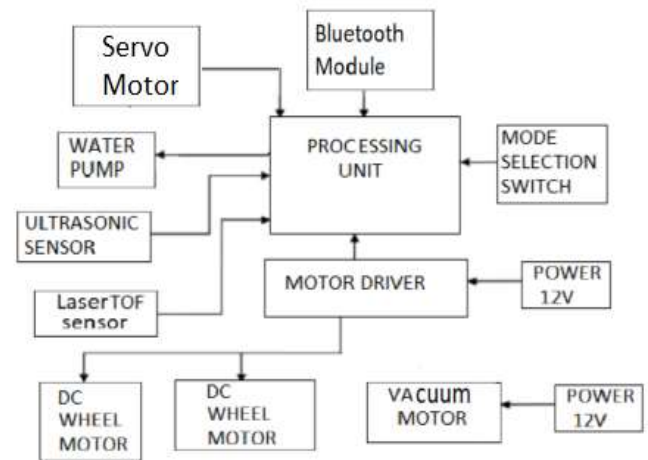 Servo
Motor
Bluetooth
Module
WATER
PUMP
PROCESSING
UNIT
MODE
SELECTION
SWITCH
ULTRASONIC
SENSOR
MOTOR DRIVER
POWER
12V
LaserTOF
sensor
DC
WHEEL
MOTOR
DC
WHEEL
MOTOR
VAcuum
MOTOR
POWER
12V